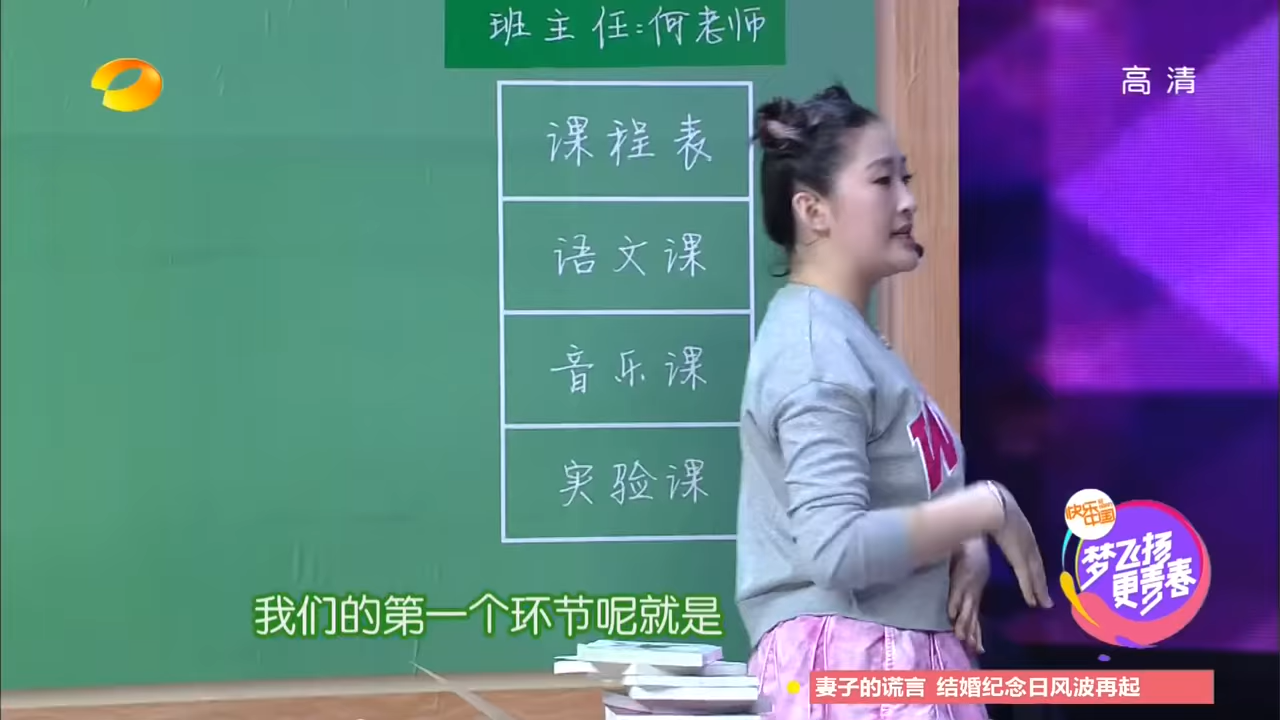 班主任:何老师
高清
课程表
语文课
音乐课
实验课
快乐中国
梦飞扬
更青春
我们的第一个环节呢就是
W
妻子的谎言 结婚纪念日风波再起